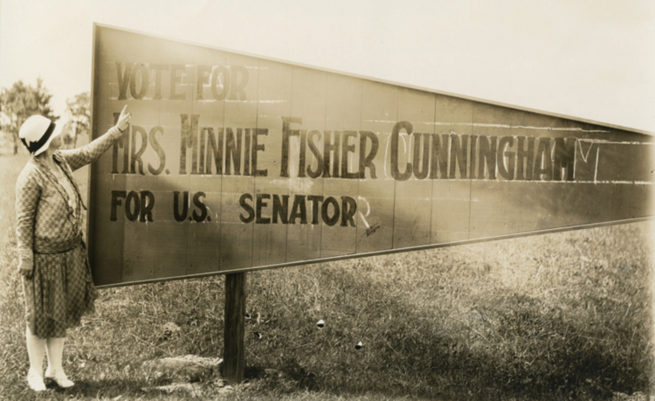 VOTE FOR
MRS. MINNIE FISHER CUNNINGHAM
FOR U.S. SENATOR